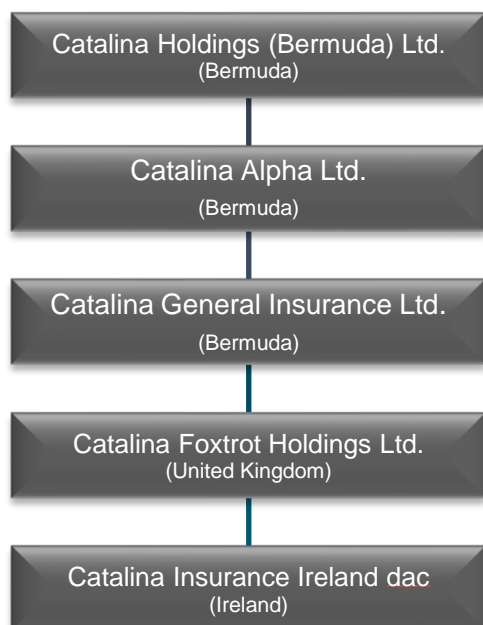 Catalina Holdings (Bermuda) Ltd.
(Bermuda)
Catalina Alpha Ltd.
(Bermuda)
Catalina General Insurance Ltd.
(Bermuda)
Catalina Foxtrot Holdings Ltd.
(United Kingdom)
Catalina Insurance Ireland dac
(Ireland)